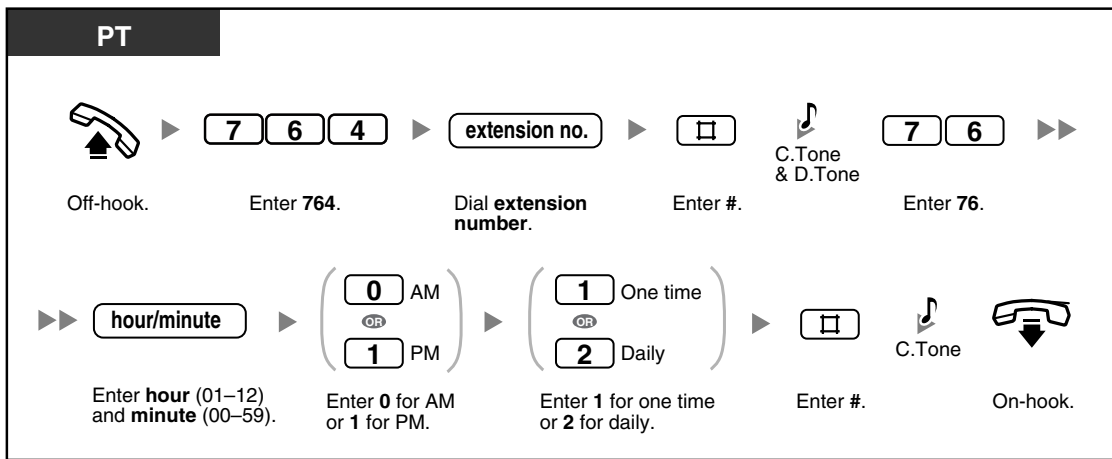 PT
7 6 4
extension no.
#
C.Tone
& D.Tone
7 6
Off-hook.
Enter 764.
Dial extension
number.
Enter #.
Enter 76.
hour/minute
0 AM
OR
1 PM
1 One time
OR
2 Daily
#
C.Tone
Enter hour (01–12)
and minute (00–59).
Enter 0 for AM
or 1 for PM.
Enter 1 for one time
or 2 for daily.
Enter #.
On-hook.